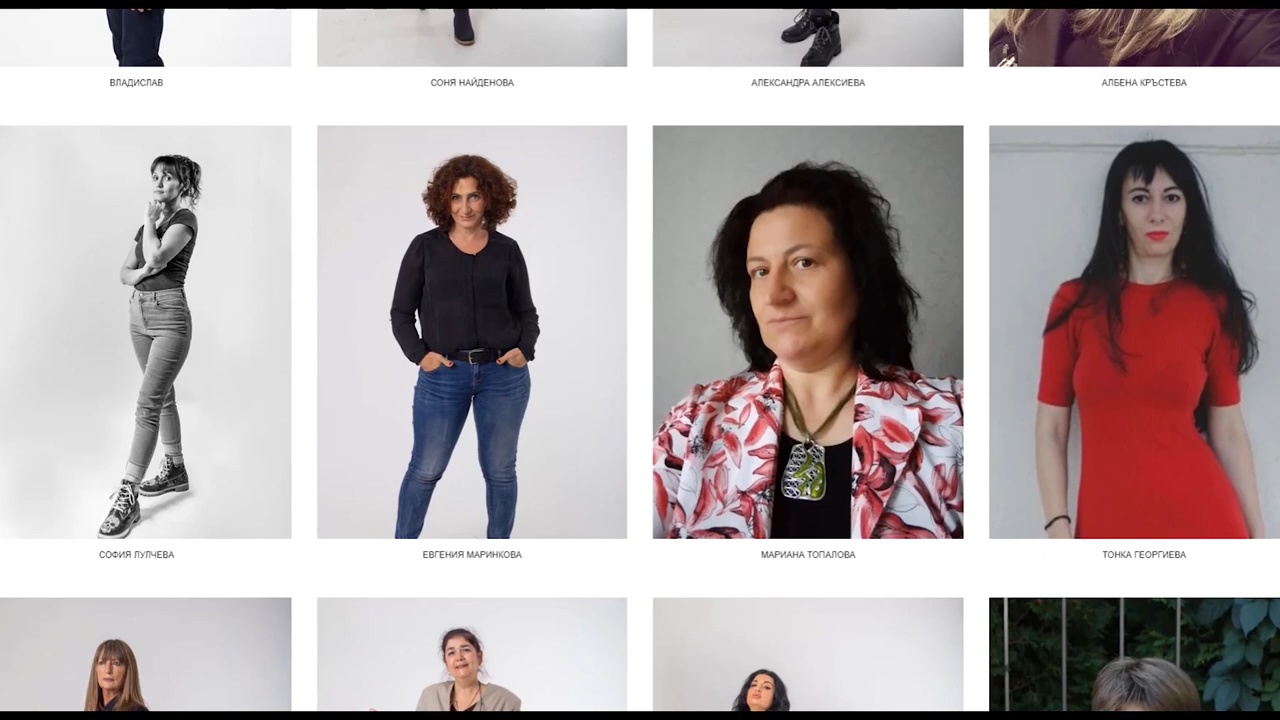 ВЛАДИСЛАВ
СОНЯ НАЙДЕНОВА
АЛЕКСАНДРА АЛЕКСИЕВА
АЛБЕНА КРЪСТЕВА
СОФИЯ ЛУЛЧЕВА
ЕВГЕНИЯ МАРИНКОВА
МАРИАНА ТОПАЛОВА
ТОНКА ГЕОРГИЕВА